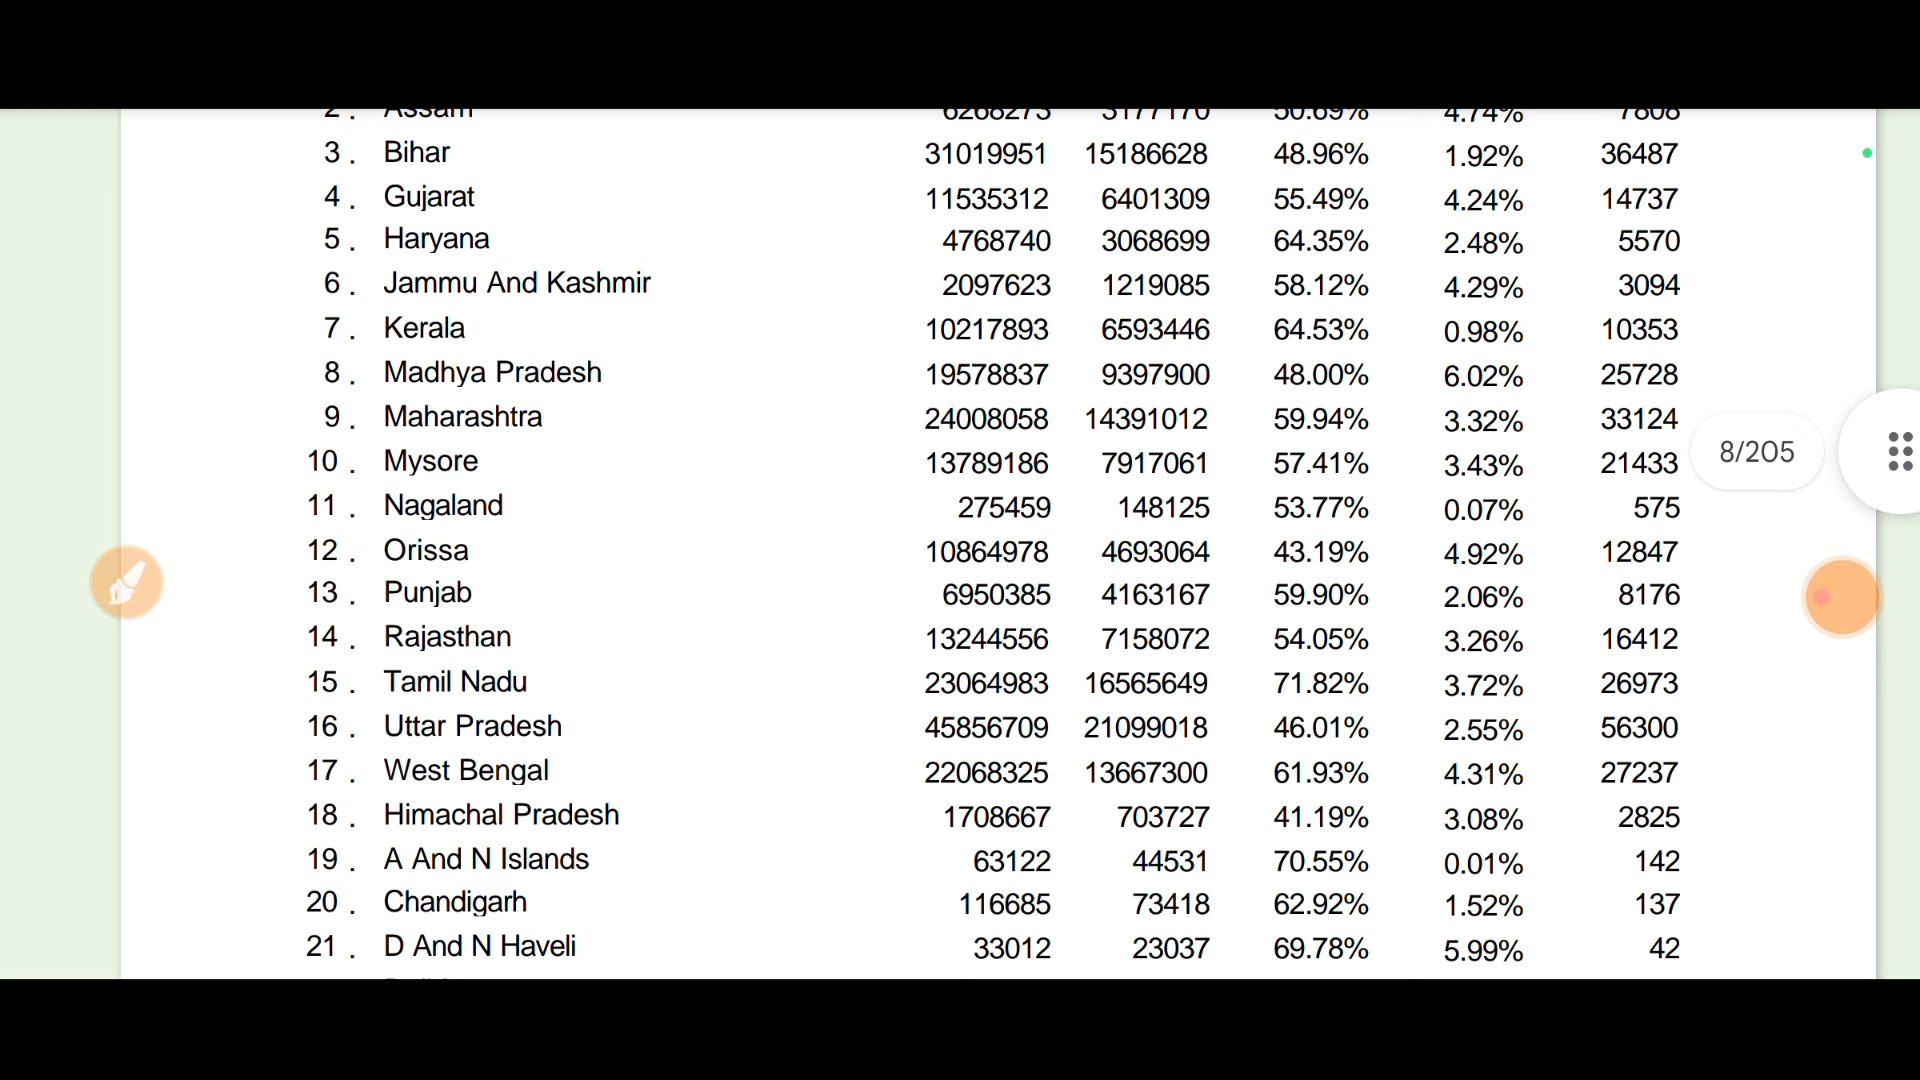 2 . Assam 6268273 3177170 50.69% 4.74% 7808
3 . Bihar 31019951 15186628 48.96% 1.92% 36487
4 . Gujarat 11535312 6401309 55.49% 4.24% 14737
5 . Haryana 4768740 3068699 64.35% 2.48% 5570
6 . Jammu And Kashmir 2097623 1219085 58.12% 4.29% 3094
7 . Kerala 10217893 6593446 64.53% 0.98% 10353
8 . Madhya Pradesh 19578837 9397900 48.00% 6.02% 25728
9 . Maharashtra 24008058 14391012 59.94% 3.32% 33124
10 . Mysore 13789186 7917061 57.41% 3.43% 21433
8/205
11 . Nagaland 275459 148125 53.77% 0.07% 575
12 . Orissa 10864978 4693064 43.19% 4.92% 12847
13 . Punjab 6950385 4163167 59.90% 2.06% 8176
14 . Rajasthan 13244556 7158072 54.05% 3.26% 16412
15 . Tamil Nadu 23064983 16565649 71.82% 3.72% 26973
16 . Uttar Pradesh 45856709 21099018 46.01% 2.55% 56300
17 . West Bengal 22068325 13667300 61.93% 4.31% 27237
18 . Himachal Pradesh 1708667 703727 41.19% 3.08% 2825
19 . A And N Islands 63122 44531 70.55% 0.01% 142
20 . Chandigarh 116685 73418 62.92% 1.52% 137
21 . D And N Haveli 33012 23037 69.78% 5.99% 42